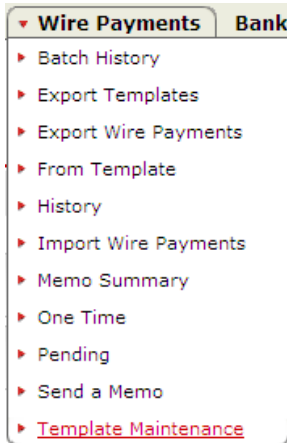 Wire Payments Bank
Batch History
Export Templates
Export Wire Payments
From Template
History
Import Wire Payments
Memo Summary
One Time
Pending
Send a Memo
Template Maintenance